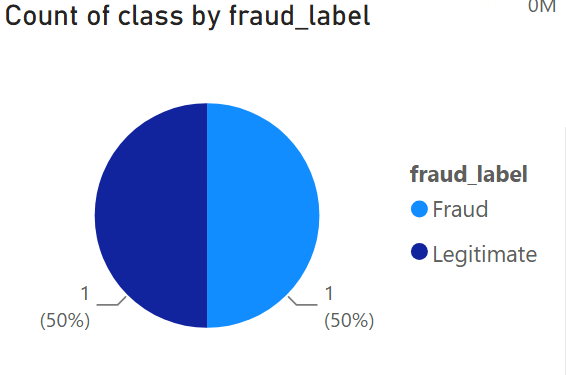 0M
Count of class by fraud_label
fraud_label
Fraud
Legitimate
1
(50%)
1
(50%)